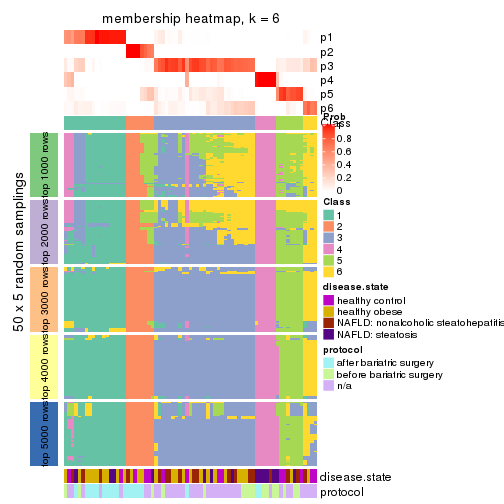 membership heatmap, k = 6
p1
p2
p3
p4
p5
p6
Class
50 x 5 random samplings
top 1000 rows
top 2000 rows
top 3000 rows
top 4000 rows
top 5000 rows
disease.state
protocol
Prob
1
0.8
0.6
0.4
0.2
0
Class
1
2
3
4
5
6
disease.state
healthy control
healthy obese
NAFLD: nonalcoholic steatohepatitis
NAFLD: steatosis
protocol
after bariatric surgery
before bariatric surgery
n/a